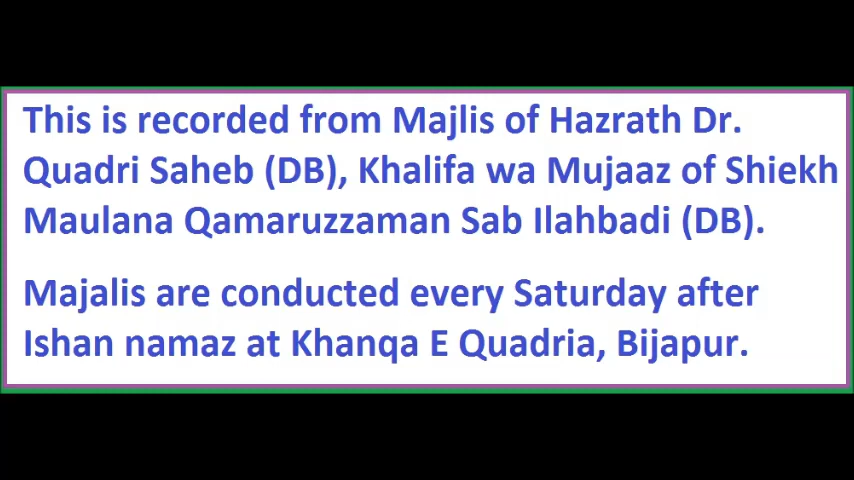 This is recorded from Majlis of Hazrath Dr.
Quadri Saheb (DB), Khalifa wa Mujaaz of Shiekh
Maulana Qamaruzzaman Sab Ilahbadi (DB).
Majalis are conducted every Saturday after
Ishan namaz at Khanqa E Quadria, Bijapur.